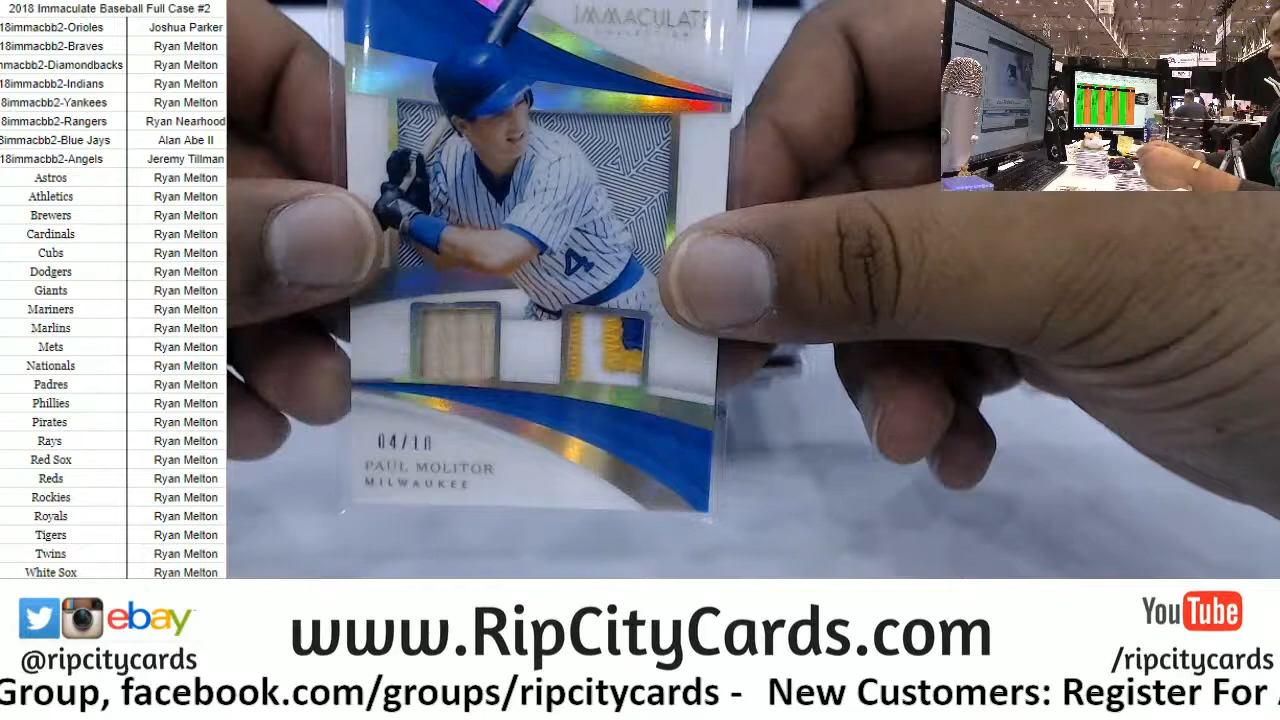 2018 Immaculate Baseball Full Case #2
18immacbb2-Orioles Joshua Parker
18immacbb2-Braves Ryan Melton
mmacbb2-Diamondbacks Ryan Melton
18immacbb2-Indians Ryan Melton
8immacbb2-Yankees Ryan Melton
8immacbb2-Rangers Ryan Nearhood
8immacbb2-Blue Jays Alan Abe II
18immacbb2-Angels Jeremy Tillman
Astros Ryan Melton
Athletics Ryan Melton
Brewers Ryan Melton
Cardinals Ryan Melton
Cubs Ryan Melton
Dodgers Ryan Melton
Giants Ryan Melton
Mariners Ryan Melton
Marlins Ryan Melton
Mets Ryan Melton
Nationals Ryan Melton
Padres Ryan Melton
Phillies Ryan Melton
Pirates Ryan Melton
Rays Ryan Melton
Red Sox Ryan Melton
Reds Ryan Melton
Rockies Ryan Melton
Royals Ryan Melton
Tigers Ryan Melton
Twins Ryan Melton
White Sox Ryan Melton
IMMACULATE
COLLECTION
4
04/10
PAUL MOLITOR
MILWAUKEE
ebay
@ripcitycards
www.RipCityCards.com
YouTube
/ripcitycards
Group, facebook.com/groups/ripcitycards - New Customers: Register For